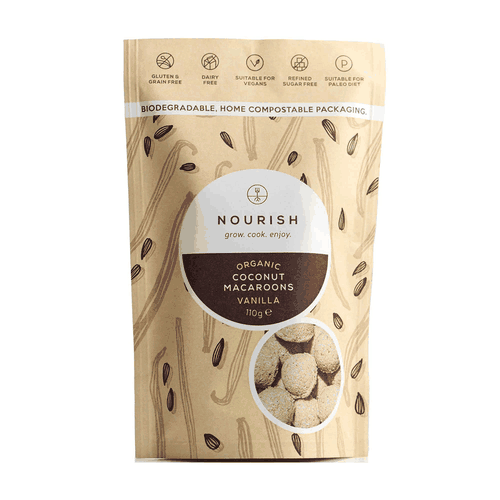 GLUTEN &
GRAIN FREE
DAIRY
FREE
SUITABLE FOR
VEGANS
REFINED
SUGAR FREE
P
SUITABLE FOR
PALEO DIET
BIODEGRADABLE, HOME COMPOSTABLE PACKAGING.
NOURISH
grow. cook. enjoy.
ORGANIC
COCONUT
MACAROONS
VANILLA
110g e